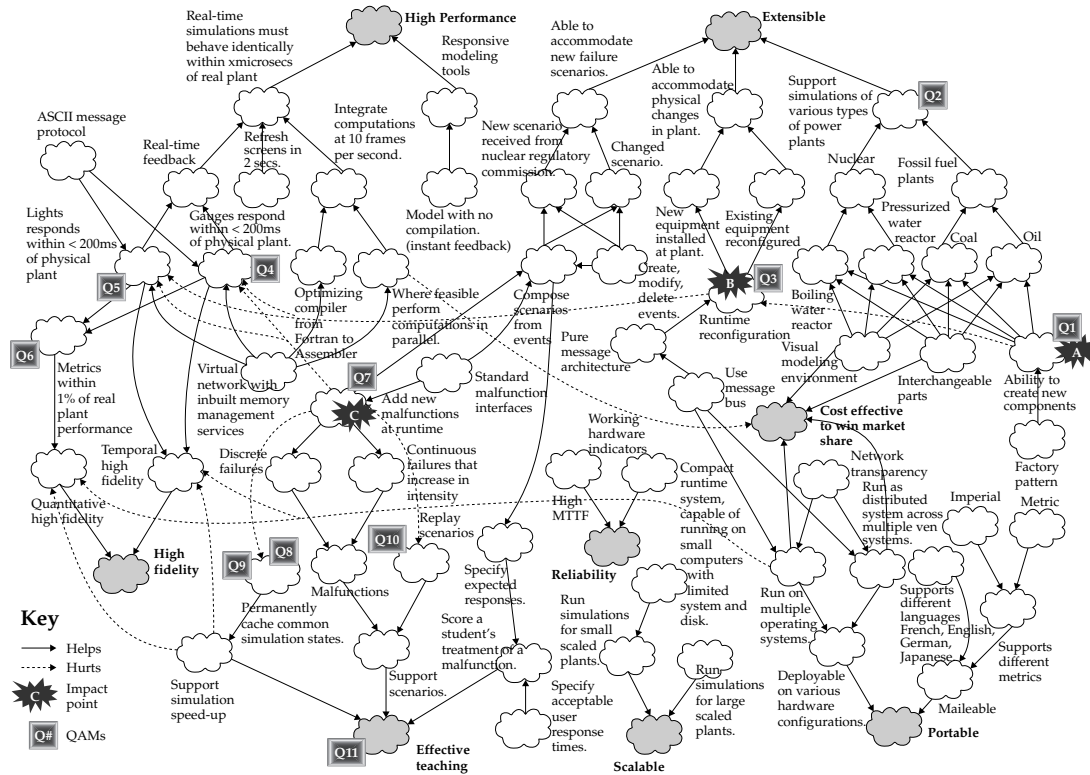 Real-time
simulations must
behave identically
within xmicrosecs
of real plant
High Performance
Responsive
modeling
tools
Able to
accommodate
new failure
scenarios.
Extensible
Able to
accommodate
physical
changes
in plant.
Support
simulations of
various types
of power
plants
Q2
ASCII message
protocol
Real-time
feedback
Refresh
screens in
2 secs.
Integrate
computations
at 10 frames
per second.
New scenario
received from
nuclear regulatory
commission.
Changed
scenario.
Nuclear
Fossil fuel
plants
Lights
responds
within < 200ms
of physical
plant
Gauges respond
within < 200ms
of physical plant.
Model with no
compilation.
(instant feedback)
New
equipment
installed
at plant.
Existing
equipment
reconfigured
Pressurized
water
reactor
Coal
Oil
Q5
Q4
Q3
B
Optimizing
compiler
from
Fortran to
Assembler
Where feasible
perform
computations in
parallel.
Compose
scenarios
from
events
Create,
modify,
delete
events.
Runtime
reconfiguration
Boiling
water
reactor
Q1
A
Q6
Metrics
within
1% of real
plant
performance
Virtual
network with
inbuilt memory
management
services
Q7
C
Add new
malfunctions
at runtime
Standard
malfunction
interfaces
Pure
message
architecture
Use
message
bus
Visual
modeling
environment
Interchangeable
parts
Ability to
create new
components
Cost effective
to win market
share
Factory
pattern
Temporal
high
fidelity
Discrete
failures
Continuous
failures that
increase in
intensity
Working
hardware
indicators
High
MTTF
Compact
runtime
system,
capable of
running on
small
computers
with
limited
system and
disk.
Network
transparency
Run as
distributed
system across
multiple ven
systems.
Imperial
Metric
Quantitative
high fidelity
High
fidelity
Q9
Q8
Q10
Replay
scenarios
Reliability
Permanently
cache common
simulation states.
Malfunctions
Specify
expected
responses.
Run
simulations
for small
scaled
plants.
Run on
multiple
operating
systems.
Supports
different
languages
French, English,
German,
Japanese
Supports
different
metrics
Key
Helps
Hurts
C
Impact
point
Q#
QAMs
Support
simulation
speed-up
Support
scenarios.
Score a
student's
treatment of a
malfunction.
Specify
acceptable
user
response
times.
Run
simulations
for large
scaled
plants.
Deployable
on various
hardware
configurations.
Maileable
Q11
Effective
teaching
Scalable
Portable